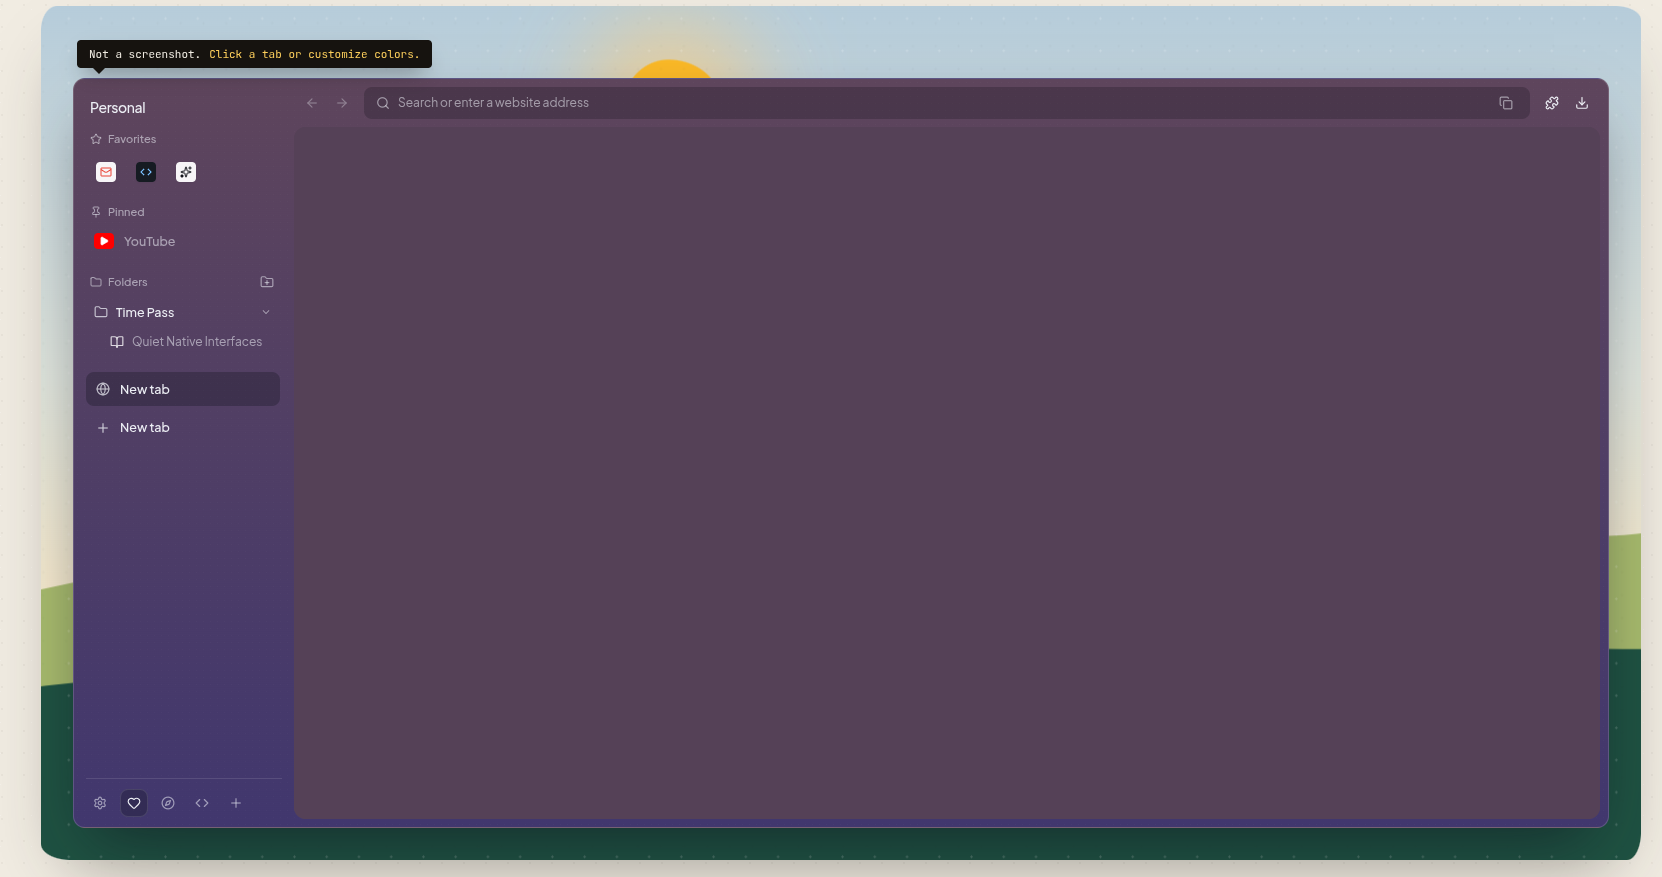 Not a screenshot. Click a tab or customize colors.
Personal
Search or enter a website address
Favorites
Pinned
YouTube
Folders
Time Pass
Quiet Native Interfaces
New tab
New tab